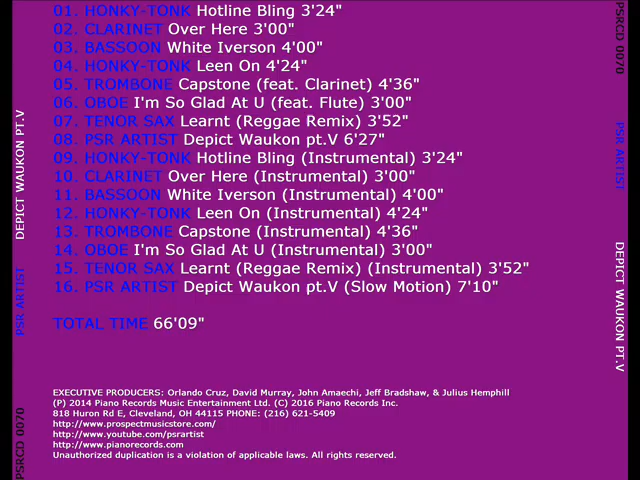 01. HONKY-TONK Hotline Bling 3'24"
02. CLARINET Over Here 3'00"
03. BASSOON White Iverson 4'00"
04. HONKY-TONK Leen On 4'24"
05. TROMBONE Capstone (feat. Clarinet) 4'36"
06. OBOE I'm So Glad At U (feat. Flute) 3'00"
07. TENOR SAX Learnt (Reggae Remix) 3'52"
08. PSR ARTIST Depict Waukon pt.V 6'27"
09. HONKY-TONK Hotline Bling (Instrumental) 3'24"
10. CLARINET Over Here (Instrumental) 3'00"
11. BASSOON White Iverson (Instrumental) 4'00"
12. HONKY-TONK Leen On (Instrumental) 4'24"
13. TROMBONE Capstone (Instrumental) 4'36"
14. OBOE I'm So Glad At U (Instrumental) 3'00"
15. TENOR SAX Learnt (Reggae Remix) (Instrumental) 3'52"
16. PSR ARTIST Depict Waukon pt.V (Slow Motion) 7'10"
TOTAL TIME 66'09"
EXECUTIVE PRODUCERS: Orlando Cruz, David Murray, John Amaechi, Jeff Bradshaw, & Julius Hemphill
(P) 2014 Piano Records Music Entertainment Ltd. (C) 2016 Piano Records Inc.
818 Huron Rd E, Cleveland, OH 44115 PHONE: (216) 621-5409
http://www.prospectmusicstore.com/
http://www.youtube.com/psrartist
http://www.pianorecords.com
Unauthorized duplication is a violation of applicable laws. All rights reserved.
PSRCD 0070 PSR ARTIST DEPICT WAUKON PT.V
PSRCD 0070 PSR ARTIST DEPICT WAUKON PT.V